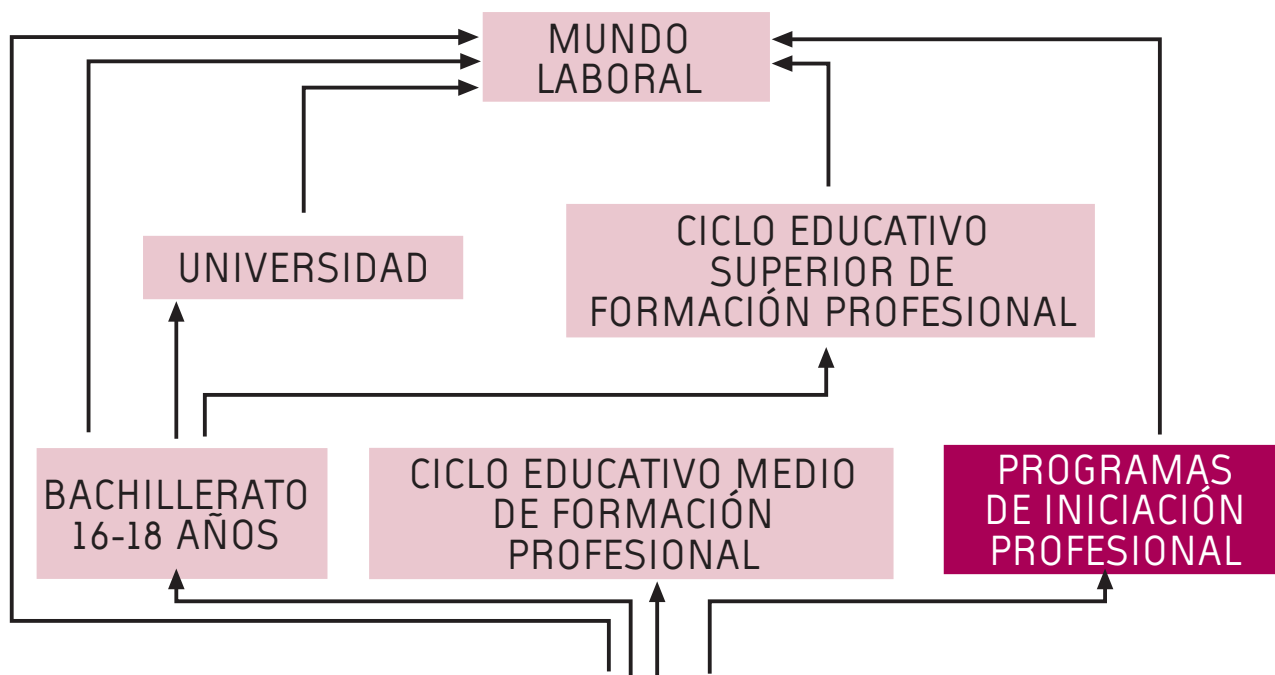 MUNDO
LABORAL
UNIVERSIDAD
CICLO EDUCATIVO
SUPERIOR DE
FORMACIÓN PROFESIONAL
BACHILLERATO
16-18 AÑOS
CICLO EDUCATIVO MEDIO
DE FORMACIÓN
PROFESIONAL
PROGRAMAS
DE INICIACIÓN
PROFESIONAL